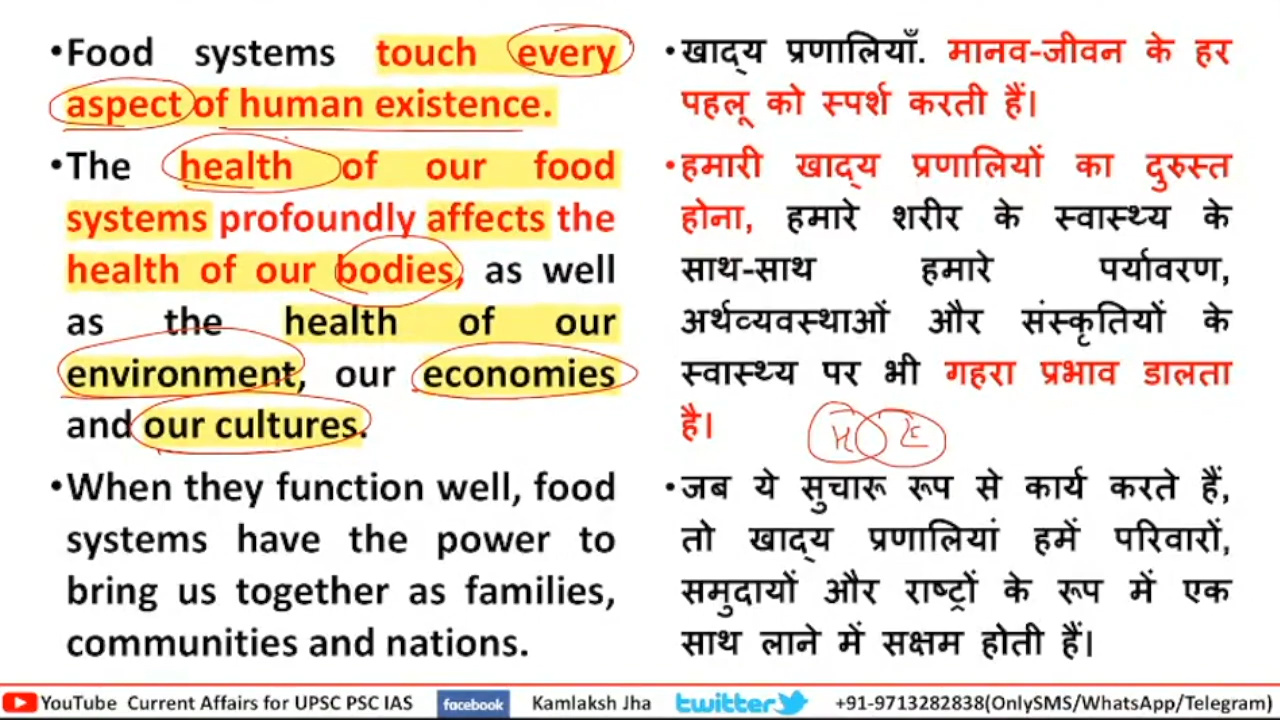 •Food systems touch every
aspect of human existence.
•The health of our food
systems profoundly affects the
health of our bodies, as well
as the health of our
environment, our economies
and our cultures.
•When they function well, food
systems have the power to
bring us together as families,
communities and nations.
•खाद्य प्रणालियाँ. मानव-जीवन के हर
पहलू को स्पर्श करती हैं।
•हमारी खाद्य प्रणालियों का दुरुस्त
होना, हमारे शरीर के स्वास्थ्य के
साथ-साथ हमारे पर्यावरण,
अर्थव्यवस्थाओं और संस्कृतियों के
स्वास्थ्य पर भी गहरा प्रभाव डालता
है।
H E
•जब ये सुचारू रूप से कार्य करते हैं,
तो खाद्य प्रणालियां हमें परिवारों,
समुदायों और राष्ट्रों के रूप में एक
साथ लाने में सक्षम होती हैं।
YouTube Current Affairs for UPSC PSC IAS facebook Kamlaksh Jha twitter +91-9713282838(OnlySMS/WhatsApp/Telegram)